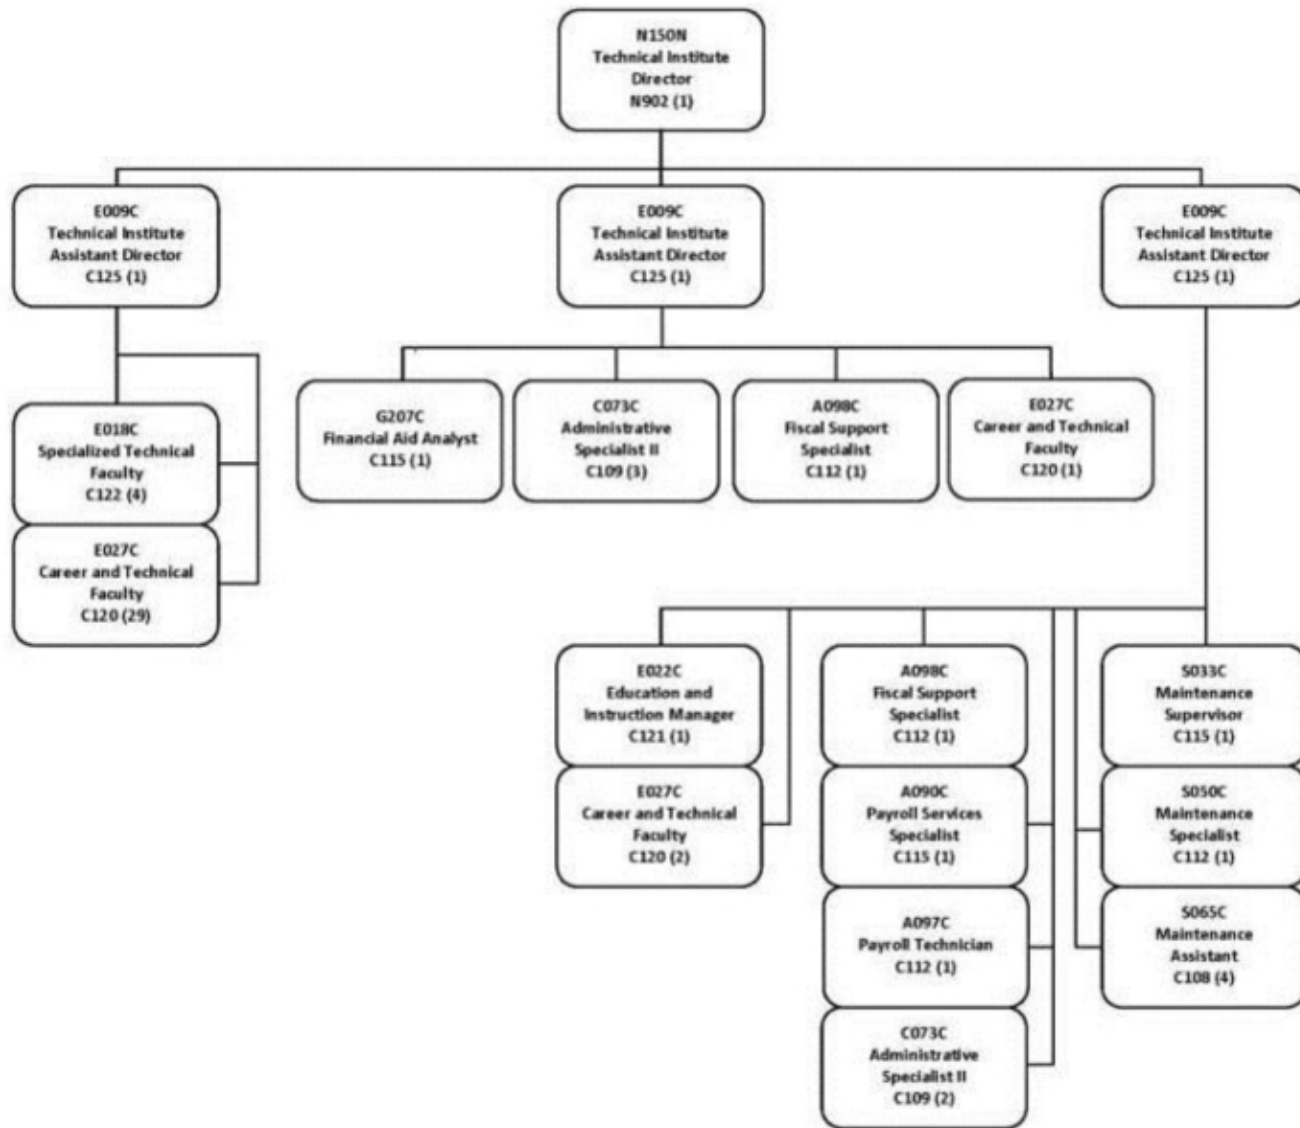 N150N
Technical Institute
Director
N902 (1)
E009C
Technical Institute
Assistant Director
C125 (1)
E009C
Technical Institute
Assistant Director
C125 (1)
E009C
Technical Institute
Assistant Director
C125 (1)
E018C
Specialized Technical
Faculty
C122 (4)
E027C
Career and Technical
Faculty
C120 (29)
G207C
Financial Aid Analyst
C115 (1)
C073C
Administrative
Specialist II
C109 (3)
A098C
Fiscal Support
Specialist
C112 (1)
E027C
Career and Technical
Faculty
C120 (1)
E022C
Education and
Instruction Manager
C121 (1)
E027C
Career and Technical
Faculty
C120 (2)
A098C
Fiscal Support
Specialist
C112 (1)
A090C
Payroll Services
Specialist
C115 (1)
A097C
Payroll Technician
C112 (1)
C073C
Administrative
Specialist II
C109 (2)
S033C
Maintenance
Supervisor
C115 (1)
S050C
Maintenance
Specialist
C112 (1)
S065C
Maintenance
Assistant
C108 (4)